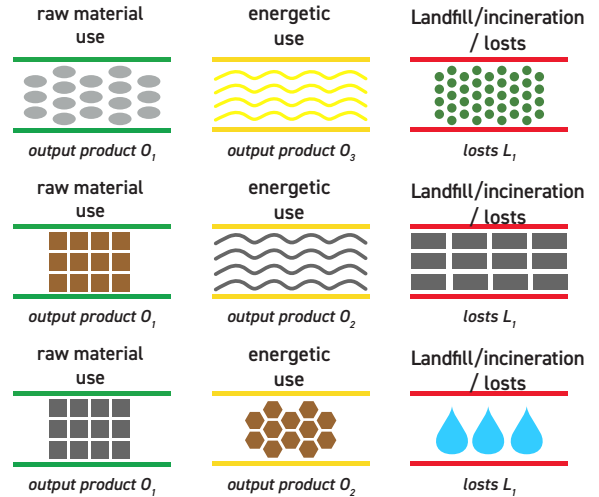 raw material
use
energetic
use
Landfill/incineration
/ losts
output product O₁
output product O₃
losts L₁
raw material
use
energetic
use
Landfill/incineration
/ losts
output product O₁
output product O₂
losts L₁
raw material
use
energetic
use
Landfill/incineration
/ losts
output product O₁
output product O₂
losts L₁